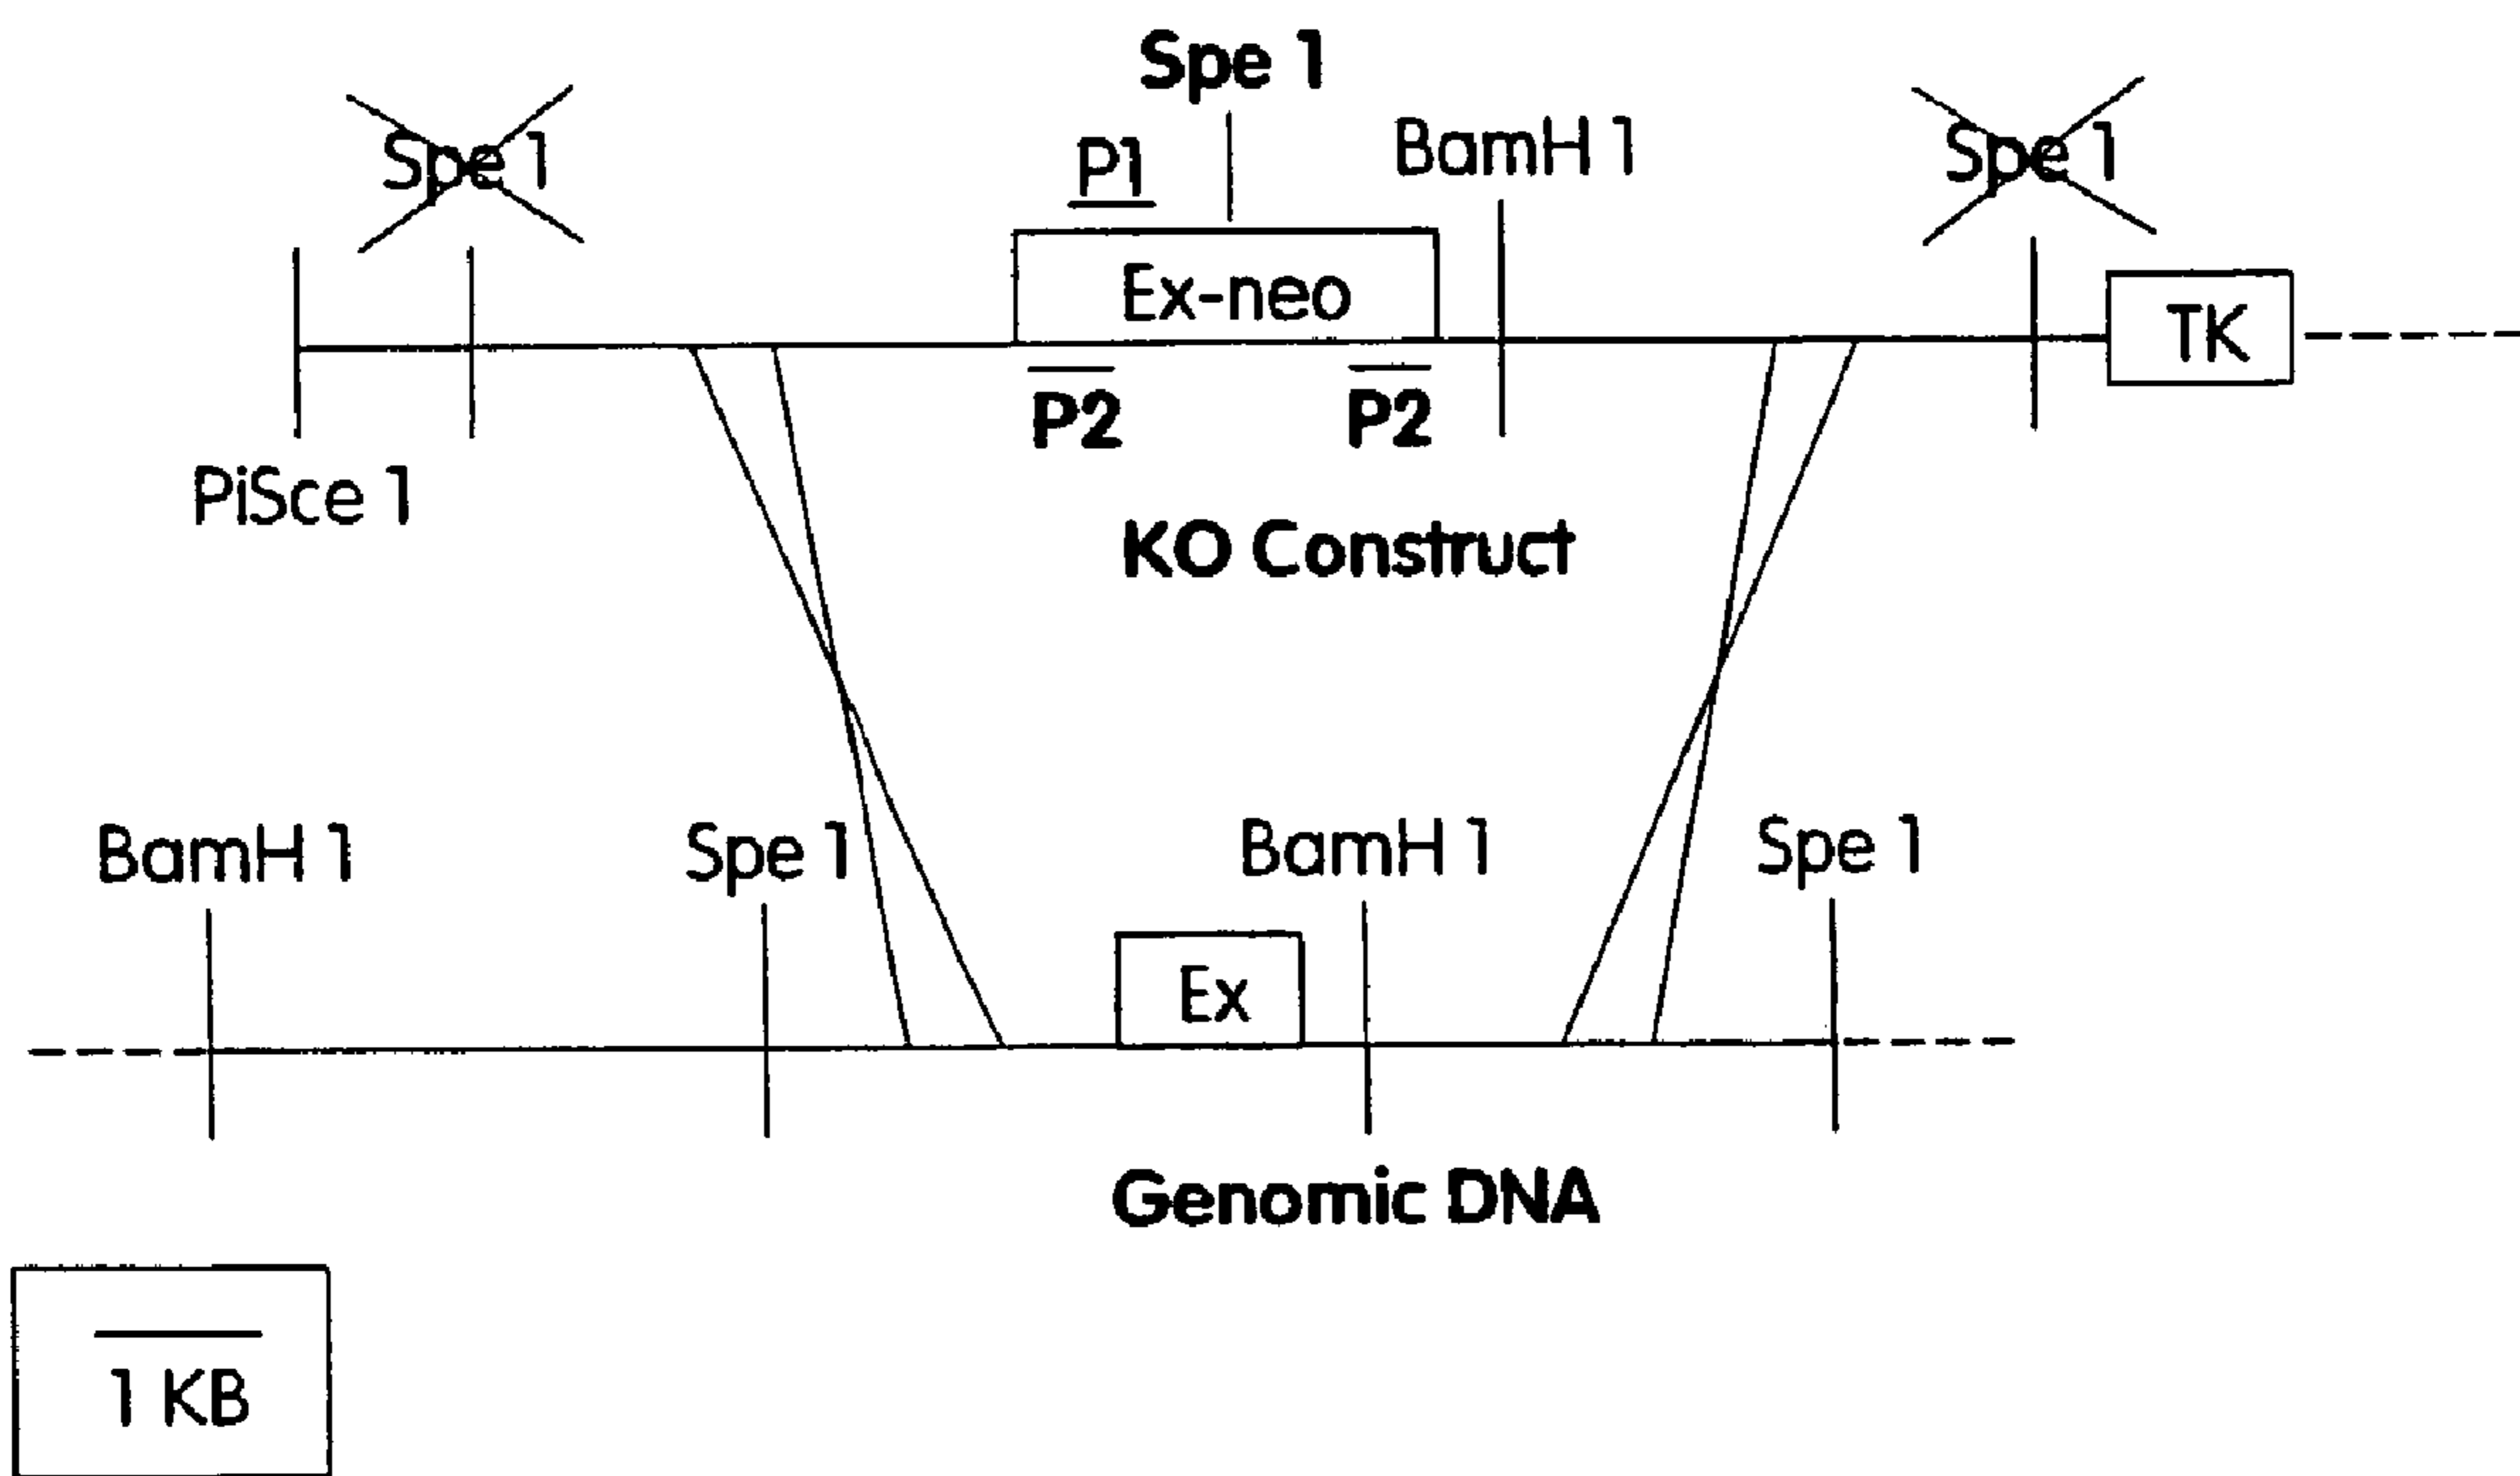 Spe 1
Spe 1
P1
BamH 1
Spe 1
Ex-neo
TK
P2
P2
PiSce 1
KO Construct
BamH 1
Spe 1
BamH 1
Spe 1
Ex
Genomic DNA
1 KB